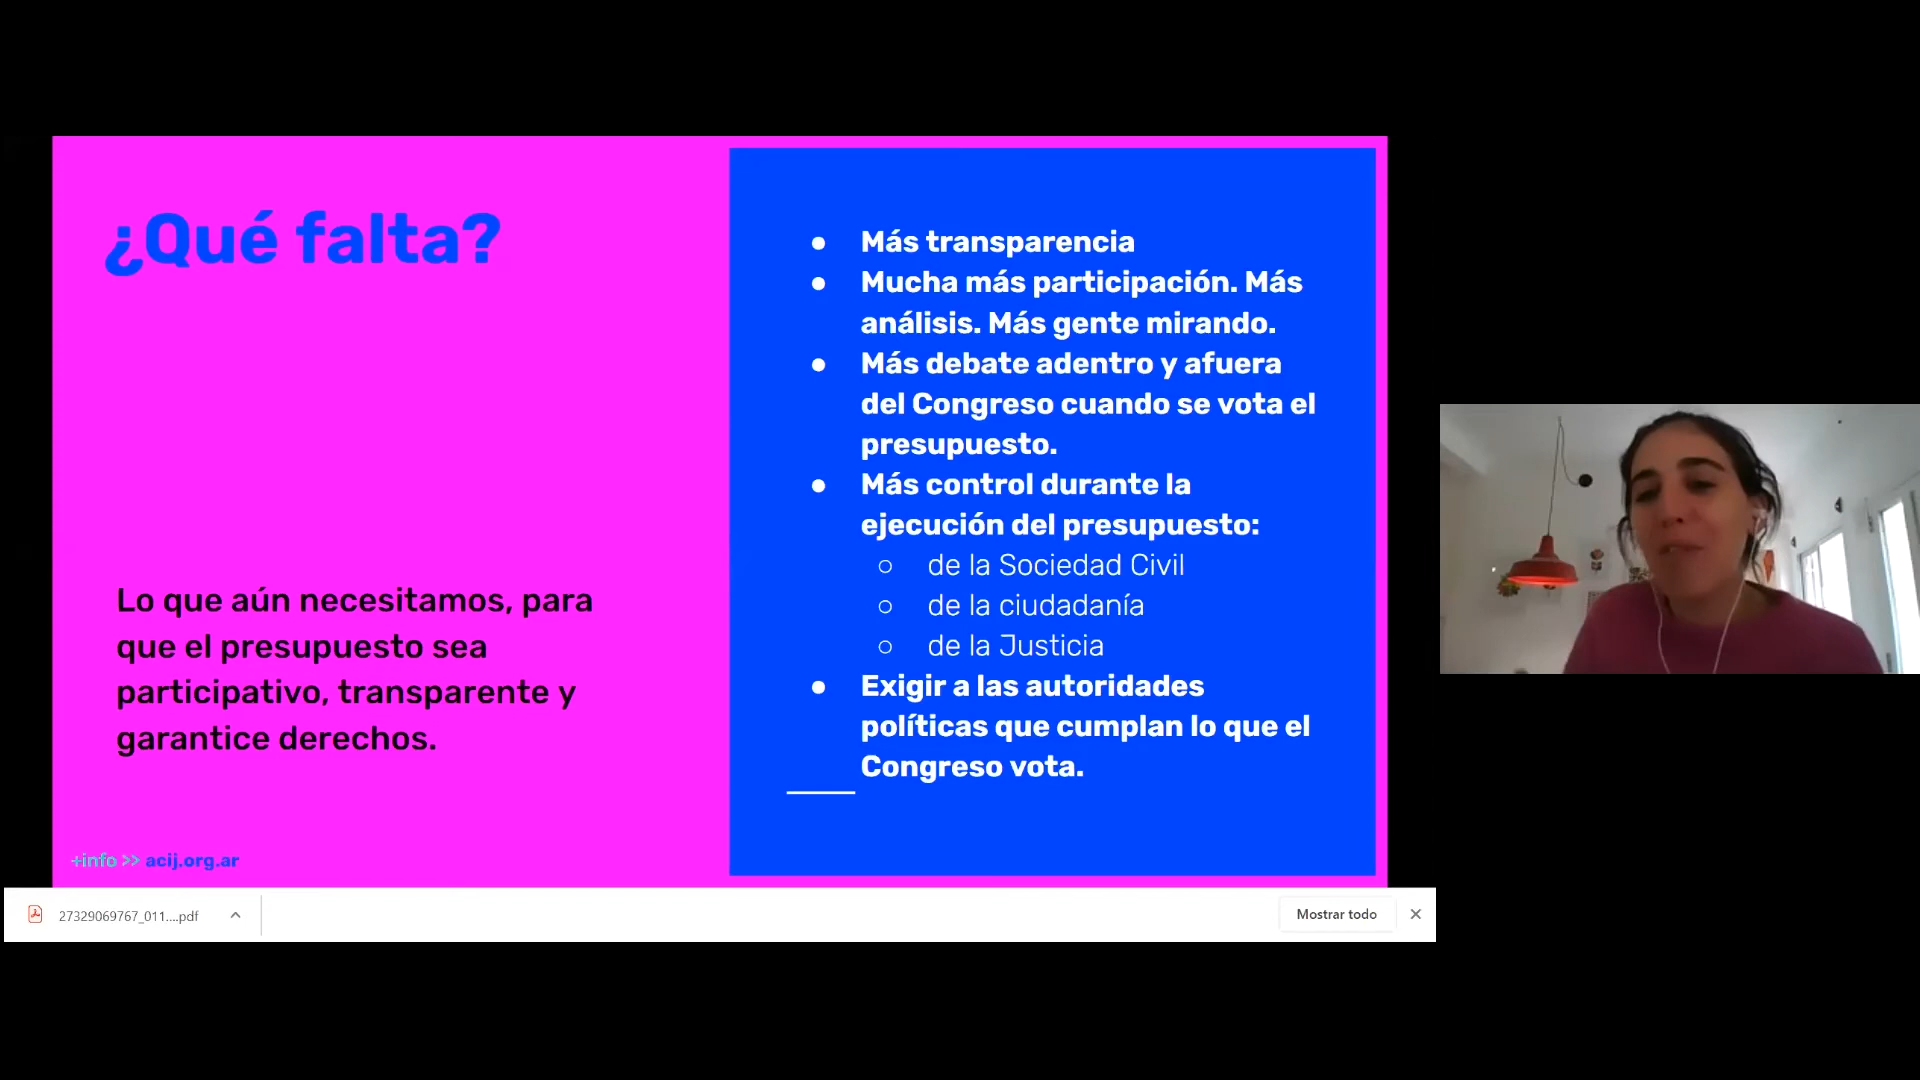 ¿Qué falta?
Lo que aún necesitamos, para
que el presupuesto sea
participativo, transparente y
garantice derechos.
+info >> acij.org.ar
● Más transparencia
● Mucha más participación. Más
análisis. Más gente mirando.
● Más debate adentro y afuera
del Congreso cuando se vota el
presupuesto.
● Más control durante la
ejecución del presupuesto:
○ de la Sociedad Civil
○ de la ciudadanía
○ de la Justicia
● Exigir a las autoridades
políticas que cumplan lo que el
Congreso vota.
27329069767_011....pdf
Mostrar todo